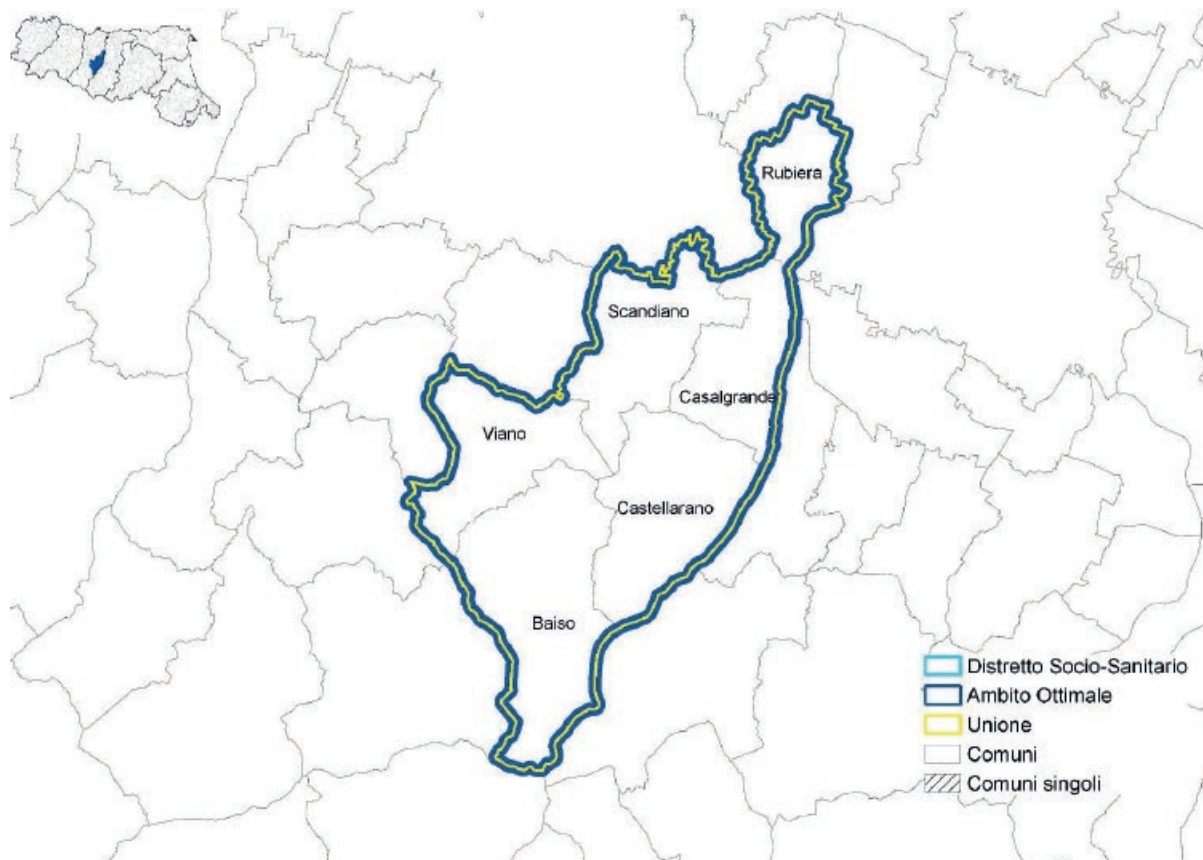 Rubiera
Scandiano
Casalgrande
Viano
Castellarano
Baiso
Distretto Socio-Sanitario
Ambito Ottimale
Unione
Comuni
Comuni singoli